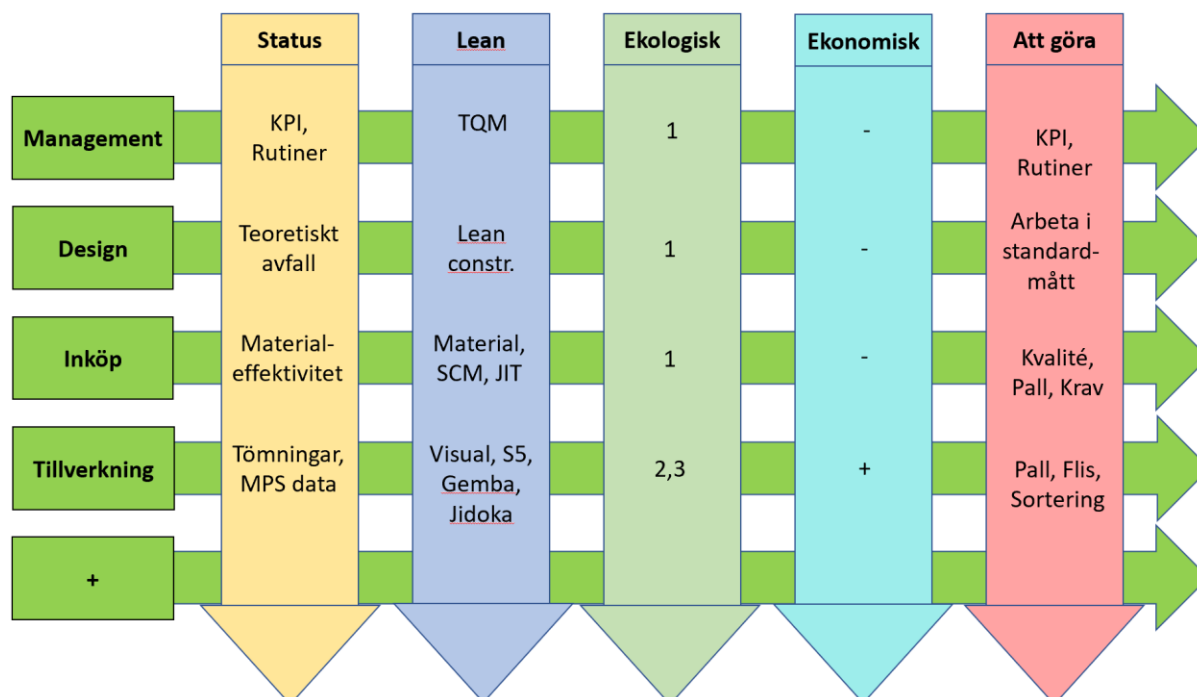 Status
Lean
Ekologisk
Ekonomisk
Att göra
Management
KPI,
Rutiner
TQM
1
-
KPI,
Rutiner
Design
Teoretiskt
avfall
Lean
constr.
1
-
Arbeta i
standard-
mått
Inköp
Material-
effektivitet
Material,
SCM, JIT
1
-
Kvalité,
Pall, Krav
Tillverkning
Tömningar,
MPS data
Visual, S5,
Gemba,
Jidoka
2,3
+
Pall, Flis,
Sortering
+